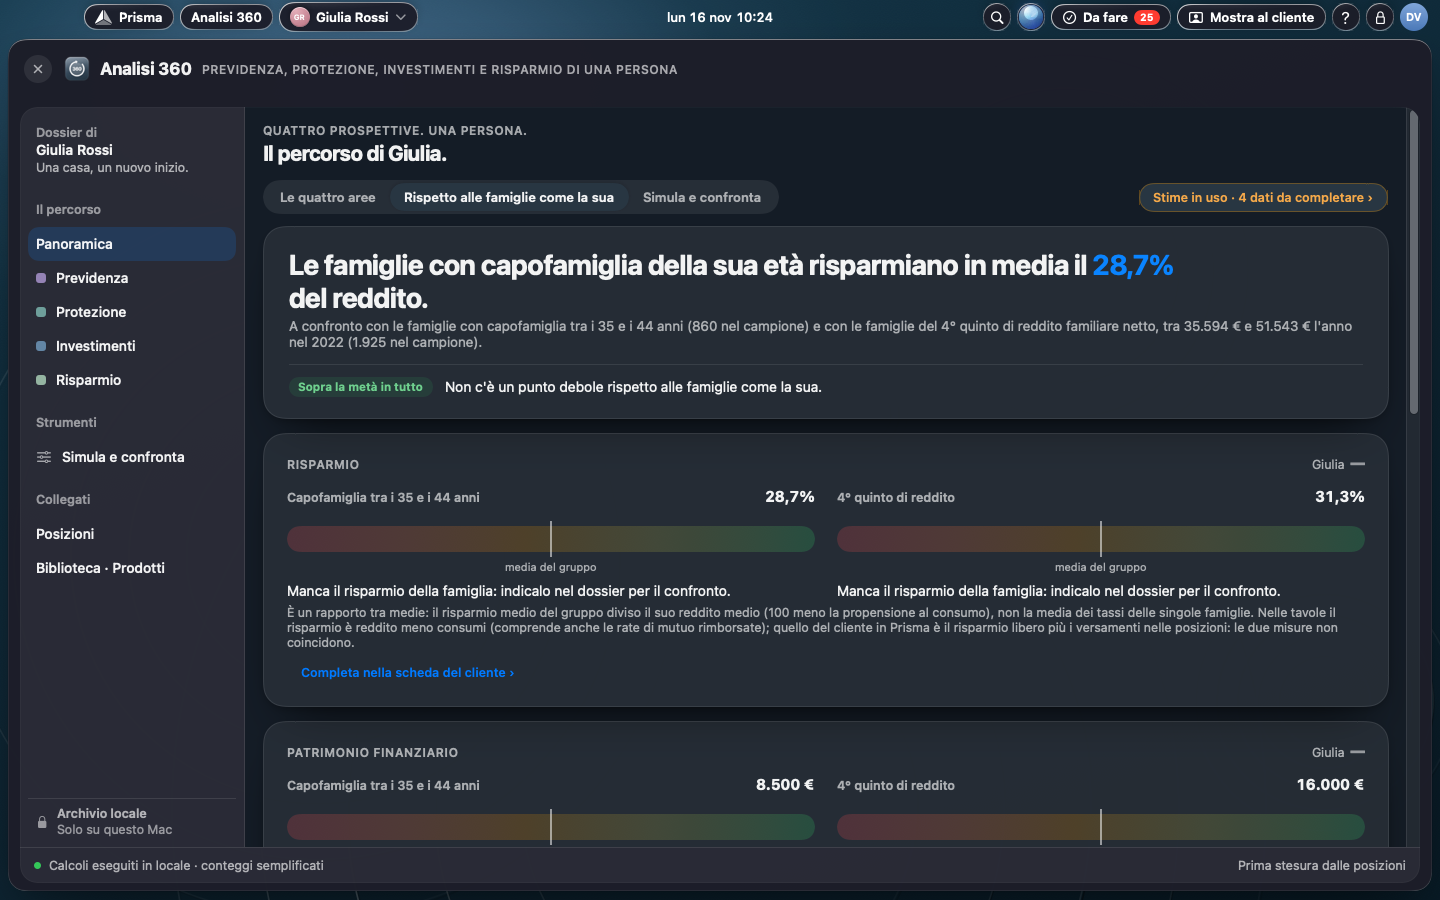 Prisma
Analisi 360
GR
Giulia Rossi
lun 16 nov 10:24
Da fare 25
Mostra al cliente
?
DV
360
Analisi 360
PREVIDENZA, PROTEZIONE, INVESTIMENTI E RISPARMIO DI UNA PERSONA
Dossier di
Giulia Rossi
Una casa, un nuovo inizio.
Il percorso
Panoramica
Previdenza
Protezione
Investimenti
Risparmio
Strumenti
Simula e confronta
Collegati
Posizioni
Biblioteca · Prodotti
Archivio locale
Solo su questo Mac
QUATTRO PROSPETTIVE. UNA PERSONA.
Il percorso di Giulia.
Le quattro aree
Rispetto alle famiglie come la sua
Simula e confronta
Stime in uso · 4 dati da completare ›
Le famiglie con capofamiglia della sua età risparmiano in media il 28,7%
del reddito.
A confronto con le famiglie con capofamiglia tra i 35 e i 44 anni (860 nel campione) e con le famiglie del 4° quinto di reddito familiare netto, tra 35.594 € e 51.543 € l'anno
nel 2022 (1.925 nel campione).
Sopra la metà in tutto
Non c'è un punto debole rispetto alle famiglie come la sua.
RISPARMIO
Giulia
Capofamiglia tra i 35 e i 44 anni
28,7%
4° quinto di reddito
31,3%
media del gruppo
media del gruppo
Manca il risparmio della famiglia: indicalo nel dossier per il confronto.
Manca il risparmio della famiglia: indicalo nel dossier per il confronto.
È un rapporto tra medie: il risparmio medio del gruppo diviso il suo reddito medio (100 meno la propensione al consumo), non la media dei tassi delle singole famiglie. Nelle tavole il
risparmio è reddito meno consumi (comprende anche le rate di mutuo rimborsate); quello del cliente in Prisma è il risparmio libero più i versamenti nelle posizioni: le due misure non
coincidono.
Completa nella scheda del cliente ›
PATRIMONIO FINANZIARIO
Giulia
Capofamiglia tra i 35 e i 44 anni
8.500 €
4° quinto di reddito
16.000 €
Calcoli eseguiti in locale · conteggi semplificati
Prima stesura dalle posizioni